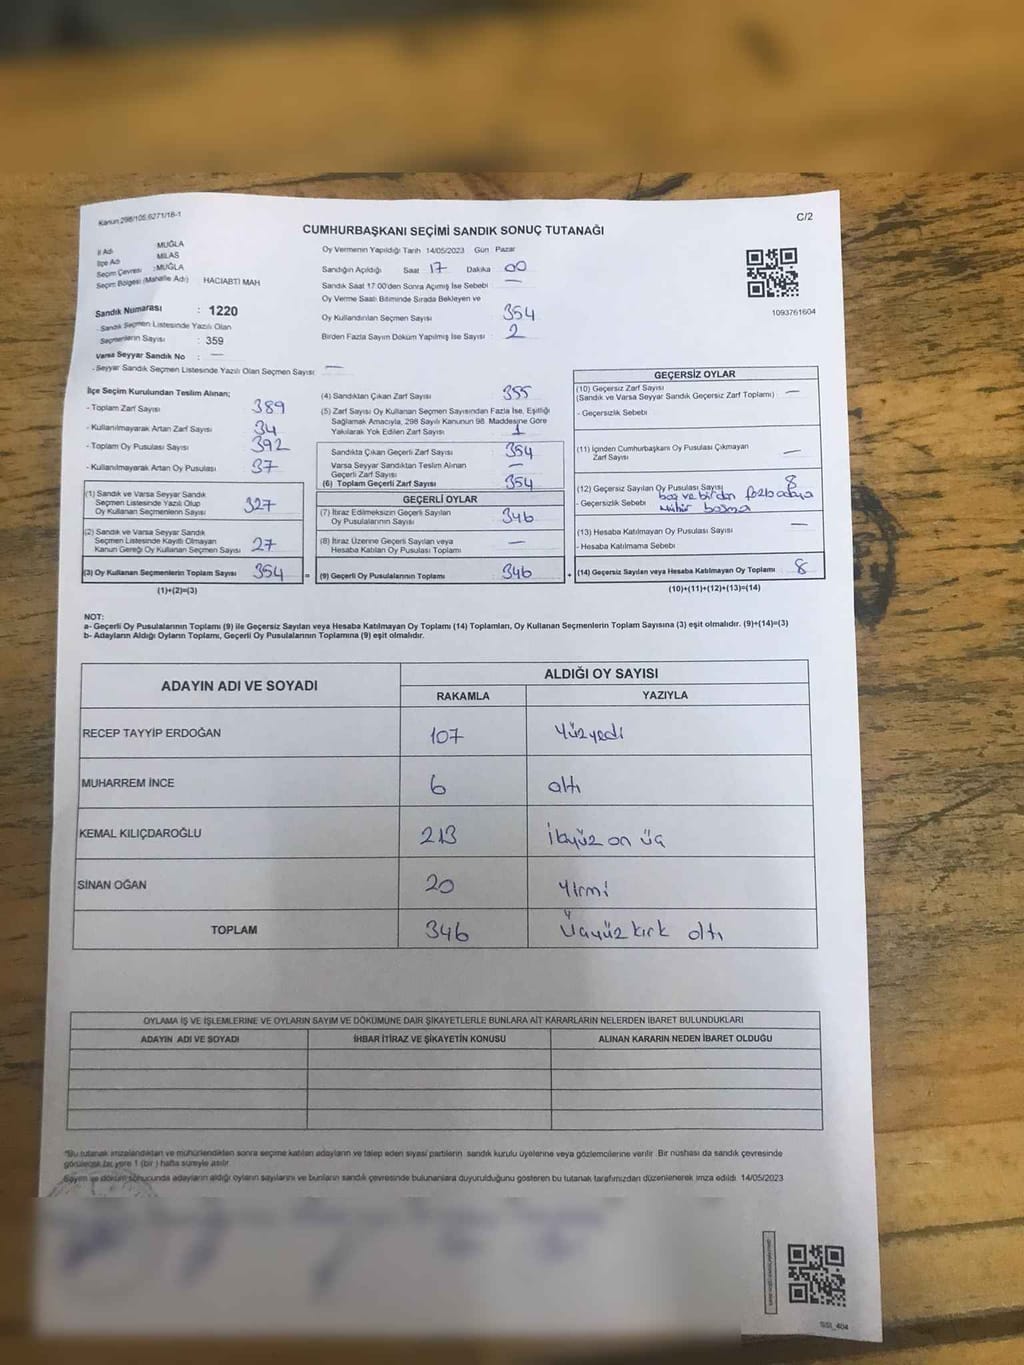 Kanun:298/105,6271/18-1
C/2
CUMHURBAŞKANI SEÇİMİ SANDIK SONUÇ TUTANAĞI
İl Adı : MUĞLA
İlçe Adı : MİLAS
Seçim Çevresi : MUĞLA
Seçim Bölgesi (Mahalle Adı) : HACIABTİ MAH
Sandık Numarası : 1220
- Sandık Seçmen Listesinde Yazılı Olan
Seçmenlerin Sayısı : 359
Varsa Seyyar Sandık No : —
- Seyyar Sandık Seçmen Listesinde Yazılı Olan Seçmen Sayısı : —
Oy Vermenin Yapıldığı Tarih 14/05/2023 Gün Pazar
Sandığın Açıldığı Saat 17 Dakika 00
Sandık Saat 17:00'den Sonra Açılmış İse Sebebi : —
Oy Verme Saati Bitiminde Sırada Bekleyen ve
Oy Kullandırılan Seçmen Sayısı : 354
Birden Fazla Sayım Döküm Yapılmış İse Sayısı : 2
1093761604
İlçe Seçim Kurulundan Teslim Alınan;
- Toplam Zarf Sayısı 389
- Kullanılmayarak Artan Zarf Sayısı 34
- Toplam Oy Pusulası Sayısı 392
- Kullanılmayarak Artan Oy Pusulası 37
(1) Sandık ve Varsa Seyyar Sandık
Seçmen Listesinde Yazılı Olup
Oy Kullanan Seçmenlerin Sayısı 327
(2) Sandık ve Varsa Seyyar Sandık
Seçmen Listesinde Kayıtlı Olmayan
Kanun Gereği Oy Kullanan Seçmen Sayısı 27
(3) Oy Kullanan Seçmenlerin Toplam Sayısı 354 =
(1)+(2)=(3)
(4) Sandıktan Çıkan Zarf Sayısı 355
(5) Zarf Sayısı Oy Kullanan Seçmen Sayısından Fazla İse, Eşitliği
Sağlamak Amacıyla, 298 Sayılı Kanunun 98. Maddesine Göre
Yakılarak Yok Edilen Zarf Sayısı 1
Sandıkta Çıkan Geçerli Zarf Sayısı 354
Varsa Seyyar Sandıktan Teslim Alınan
Geçerli Zarf Sayısı —
(6) Toplam Geçerli Zarf Sayısı 354
GEÇERLİ OYLAR
(7) İtiraz Edilmeksizin Geçerli Sayılan
Oy Pusulalarının Sayısı 346
(8) İtiraz Üzerine Geçerli Sayılan veya
Hesaba Katılan Oy Pusulası Toplamı —
(9) Geçerli Oy Pusulalarının Toplamı : 346 +
GEÇERSİZ OYLAR
(10) Geçersiz Zarf Sayısı
(Sandık ve Varsa Seyyar Sandık Geçersiz Zarf Toplamı) —
- Geçersizlik Sebebi
(11) İçinden Cumhurbaşkanı Oy Pusulası Çıkmayan
Zarf Sayısı —
(12) Geçersiz Sayılan Oy Pusulası Sayısı 8
- Geçersizlik Sebebi boş ve birden fazla adaya
mühür basma
(13) Hesaba Katılmayan Oy Pusulası Sayısı —
- Hesaba Katılmama Sebebi
(14) Geçersiz Sayılan veya Hesaba Katılmayan Oy Toplamı : 8
(10)+(11)+(12)+(13)=(14)
NOT:
a- Geçerli Oy Pusulalarının Toplamı (9) ile Geçersiz Sayılan veya Hesaba Katılmayan Oy Toplamı (14) Toplamları, Oy Kullanan Seçmenlerin Toplam Sayısına (3) eşit olmalıdır. (9)+(14)=(3)
b- Adayların Aldığı Oyların Toplamı, Geçerli Oy Pusulalarının Toplamına (9) eşit olmalıdır.
ADAYIN ADI VE SOYADI
ALDIĞI OY SAYISI
RAKAMLA YAZIYLA
RECEP TAYYİP ERDOĞAN 107 Yüzyedi
MUHARREM İNCE 6 altı
KEMAL KILIÇDAROĞLU 213 İkiyüz on üç
SİNAN OĞAN 20 Yirmi
TOPLAM 346 Üçyüz kırk altı
OYLAMA İŞ VE İŞLEMLERİNE VE OYLARIN SAYIM VE DÖKÜMÜNE DAİR ŞİKAYETLERLE BUNLARA AİT KARARLARIN NELERDEN İBARET BULUNDUKLARI
ADAYIN ADI VE SOYADI İHBAR İTİRAZ VE ŞİKAYETİN KONUSU ALINAN KARARIN NEDEN İBARET OLDUĞU
*Bu tutanak imzalandıktan ve mühürlendikten sonra seçime katılan adayların ve talep eden siyasi partilerin sandık kurulu üyelerine veya gözlemcilerine verilir. Bir nüshası da sandık çevresinde
görülecek bir yere 1 (bir) hafta süreyle asılır.
Sayım ve döküm sonucunda adayların aldığı oyların sayılarını ve bunların sandık çevresinde bulunanlara duyurulduğunu gösteren bu tutanak tarafımızdan düzenlenerek imza edildi. 14/05/2023
SSI_404